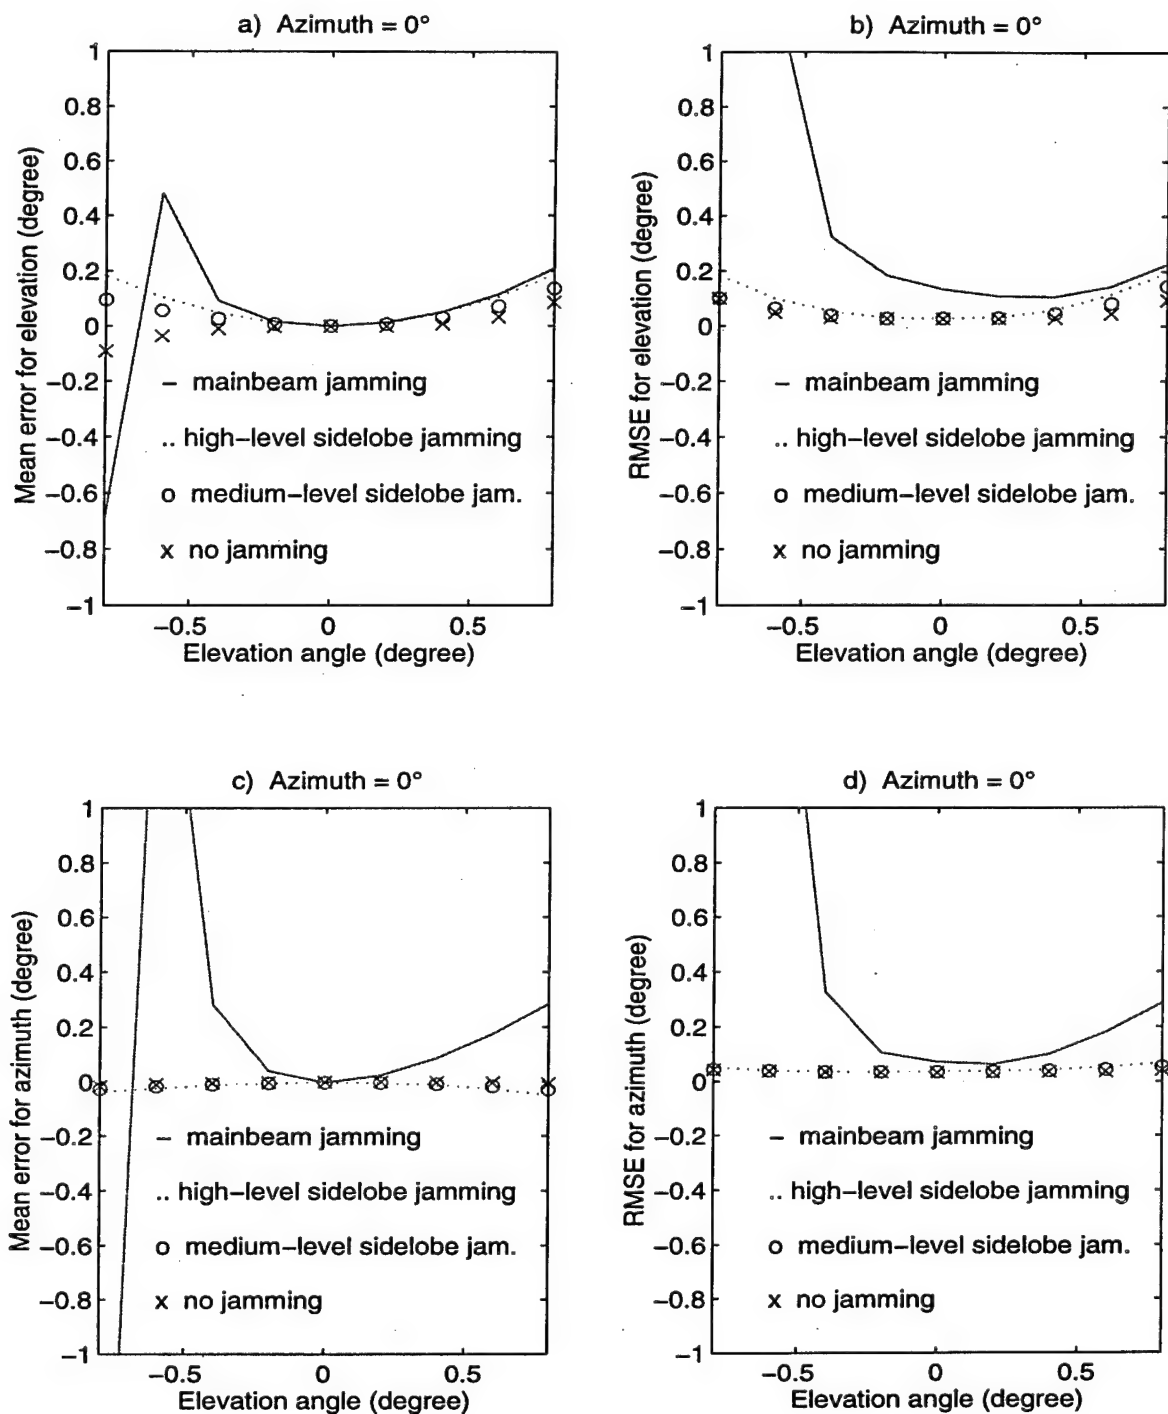 a) Azimuth = 0°
1
0.8
0.6
0.4
0.2
0
−0.2
−0.4
−0.6
−0.8
−1
Mean error for elevation (degree)
– mainbeam jamming
.. high−level sidelobe jamming
o medium−level sidelobe jam.
x no jamming
−0.5 0 0.5
Elevation angle (degree)
b) Azimuth = 0°
1
0.8
0.6
0.4
0.2
0
−0.2
−0.4
−0.6
−0.8
−1
RMSE for elevation (degree)
– mainbeam jamming
.. high−level sidelobe jamming
o medium−level sidelobe jam.
x no jamming
−0.5 0 0.5
Elevation angle (degree)
c) Azimuth = 0°
1
0.8
0.6
0.4
0.2
0
−0.2
−0.4
−0.6
−0.8
−1
Mean error for azimuth (degree)
– mainbeam jamming
.. high−level sidelobe jamming
o medium−level sidelobe jam.
x no jamming
−0.5 0 0.5
Elevation angle (degree)
d) Azimuth = 0°
1
0.8
0.6
0.4
0.2
0
−0.2
−0.4
−0.6
−0.8
−1
RMSE for azimuth (degree)
– mainbeam jamming
.. high−level sidelobe jamming
o medium−level sidelobe jam.
x no jamming
−0.5 0 0.5
Elevation angle (degree)